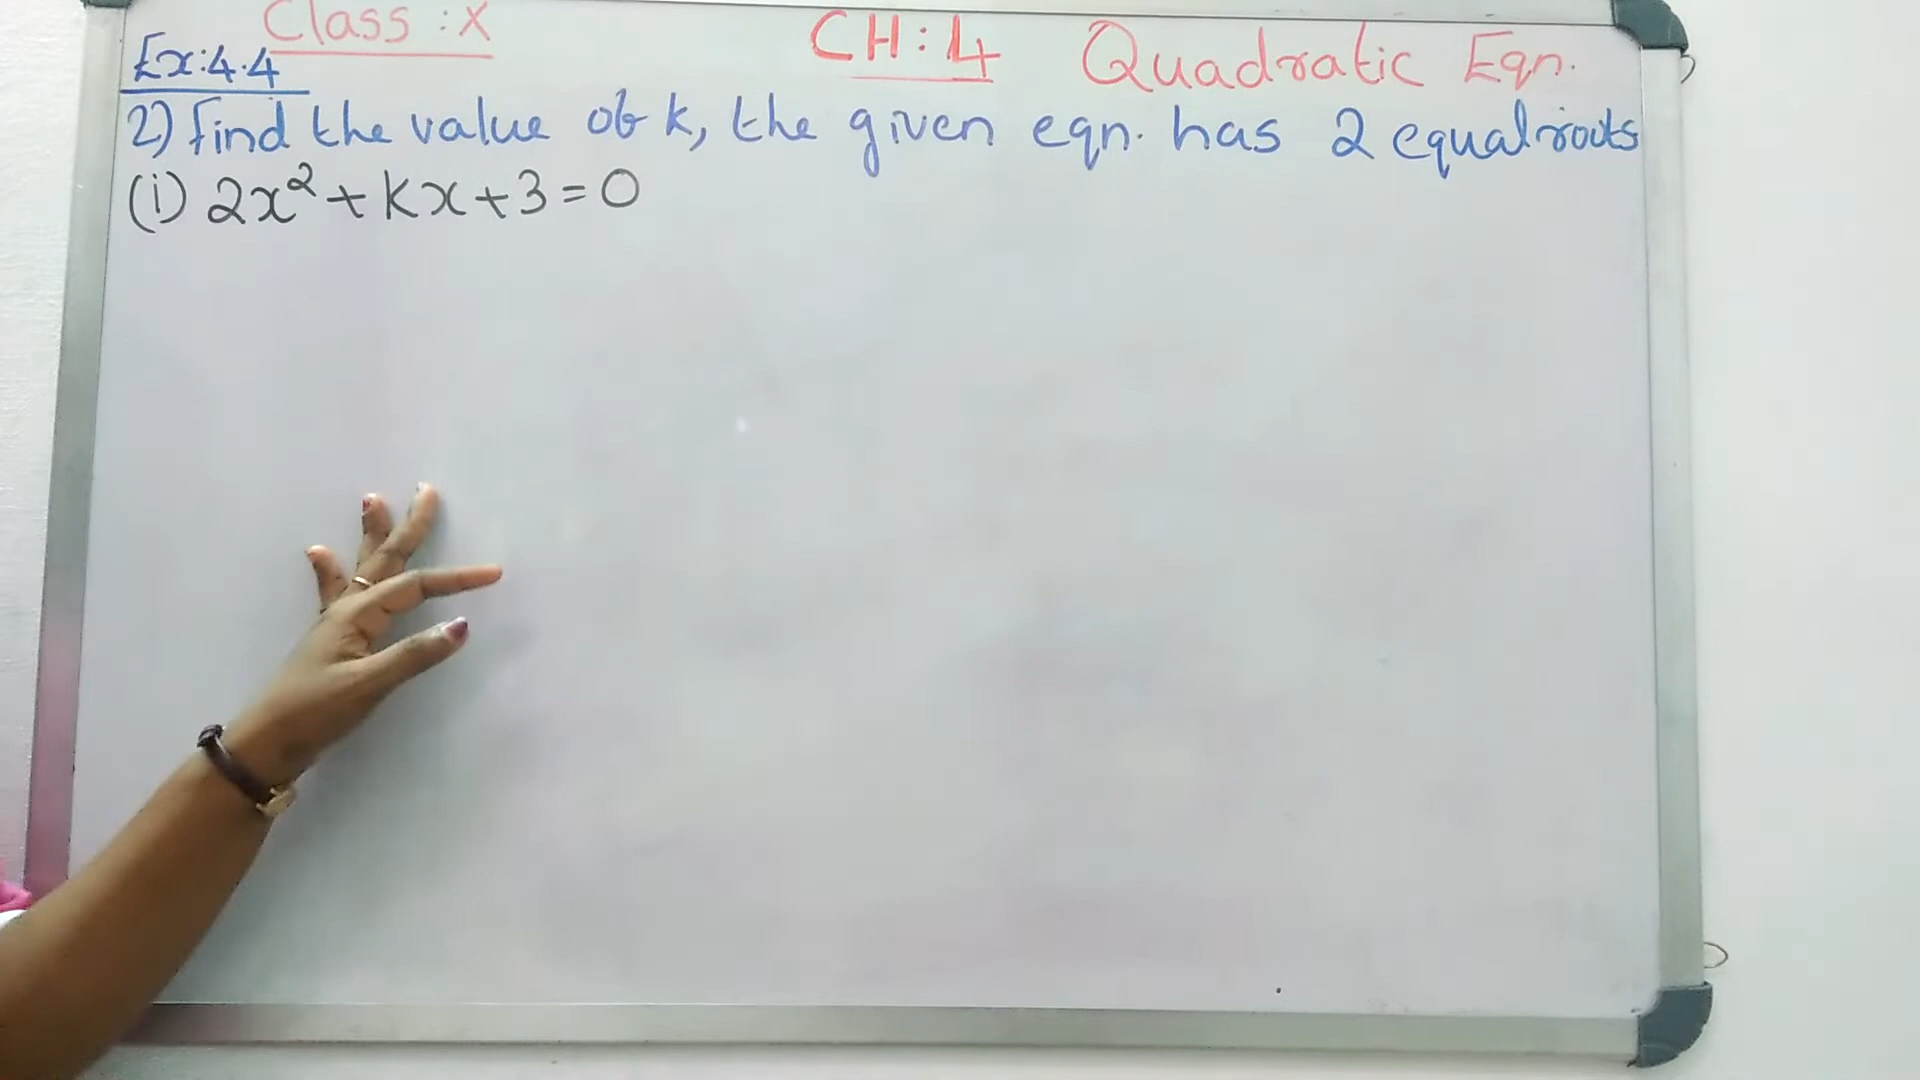 Class : X CH : 4 Quadratic Eqn.
Ex:4.4
2) find the value of k, the given eqn. has 2 equal roots
(i) 2x² + kx + 3 = 0